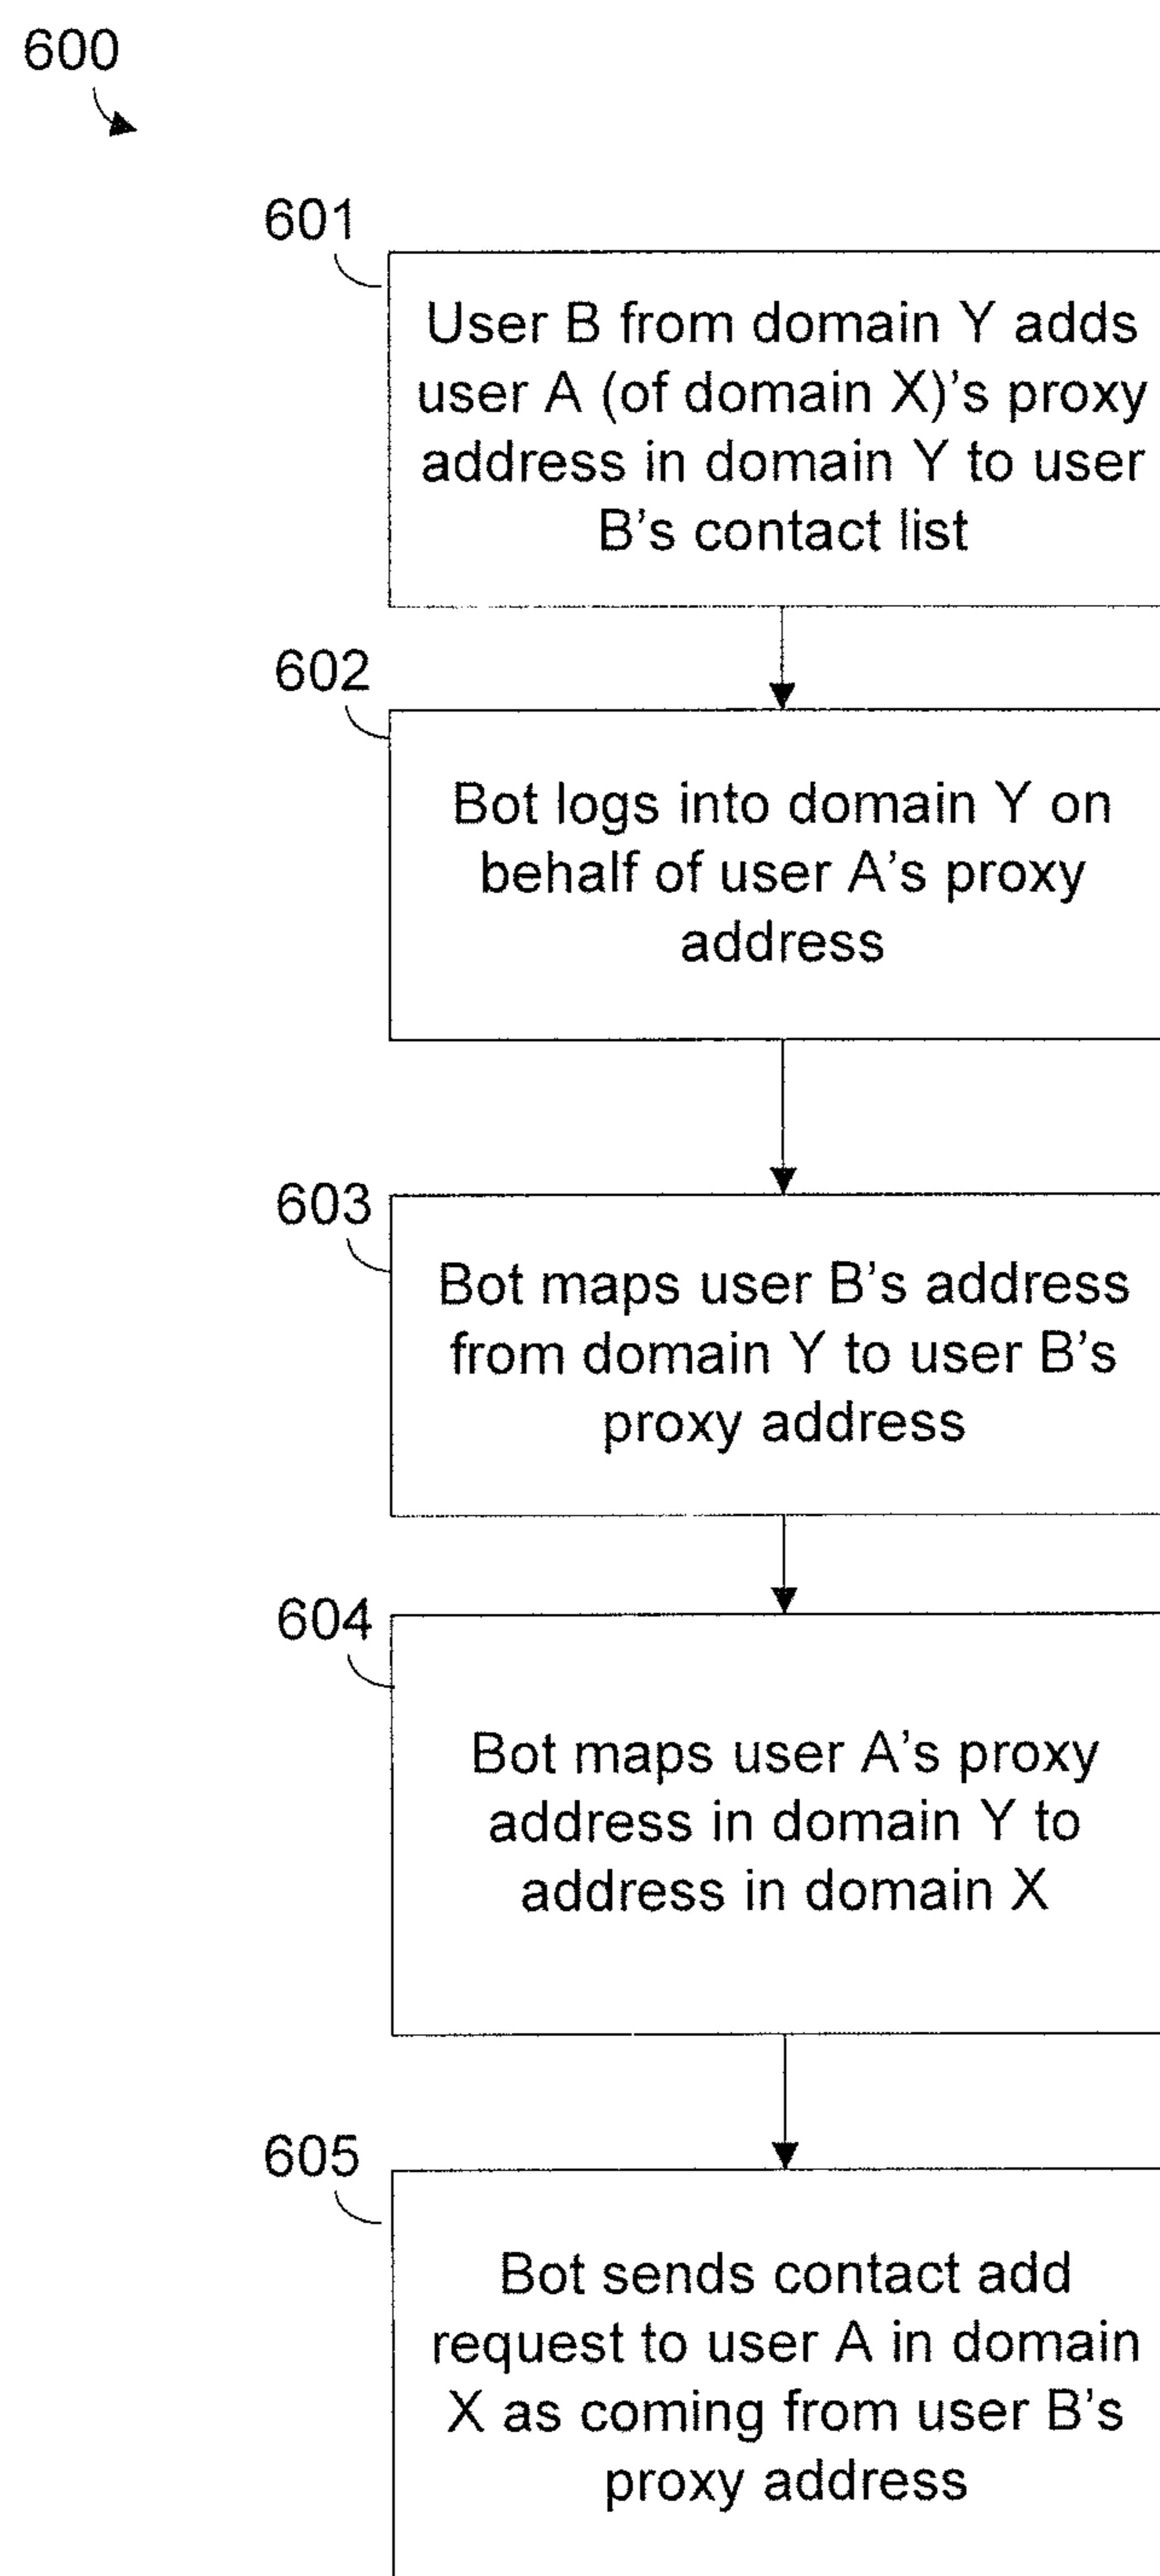 600
601
User B from domain Y adds
user A (of domain X)’s proxy
address in domain Y to user
B’s contact list
602
Bot logs into domain Y on
behalf of user A’s proxy
address
603
Bot maps user B’s address
from domain Y to user B’s
proxy address
604
Bot maps user A’s proxy
address in domain Y to
address in domain X
605
Bot sends contact add
request to user A in domain
X as coming from user B’s
proxy address